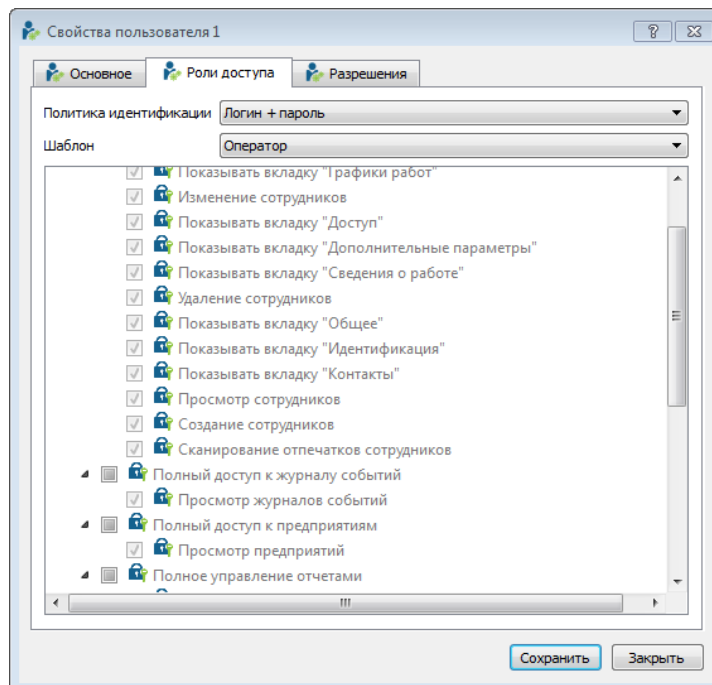 Свойства пользователя 1
Основное
Роли доступа
Разрешения
Политика идентификации Логин + пароль
Шаблон Оператор
Показывать вкладку "Графики работ"
Изменение сотрудников
Показывать вкладку "Доступ"
Показывать вкладку "Дополнительные параметры"
Показывать вкладку "Сведения о работе"
Удаление сотрудников
Показывать вкладку "Общее"
Показывать вкладку "Идентификация"
Показывать вкладку "Контакты"
Просмотр сотрудников
Создание сотрудников
Сканирование отпечатков сотрудников
Полный доступ к журналу событий
Просмотр журналов событий
Полный доступ к предприятиям
Просмотр предприятий
Полное управление отчетами
Сохранить
Закрыть